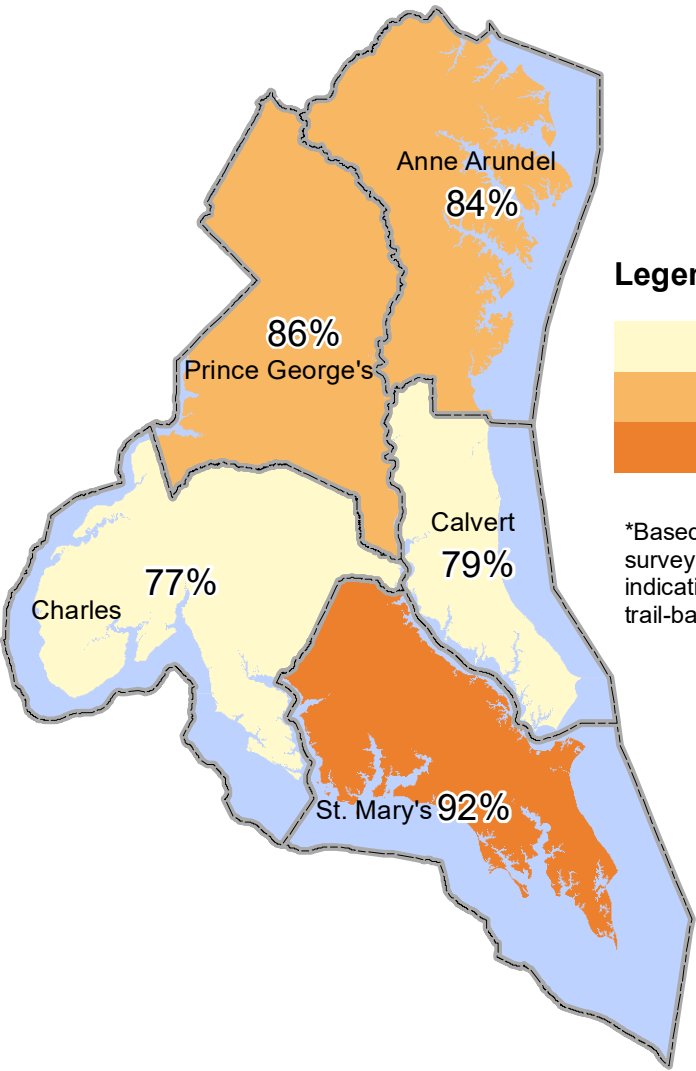 Anne Arundel
84%
86%
Prince George's
Calvert
79%
77%
Charles
St. Mary's 92%
Legen
*Based
survey
indicati
trail-ba